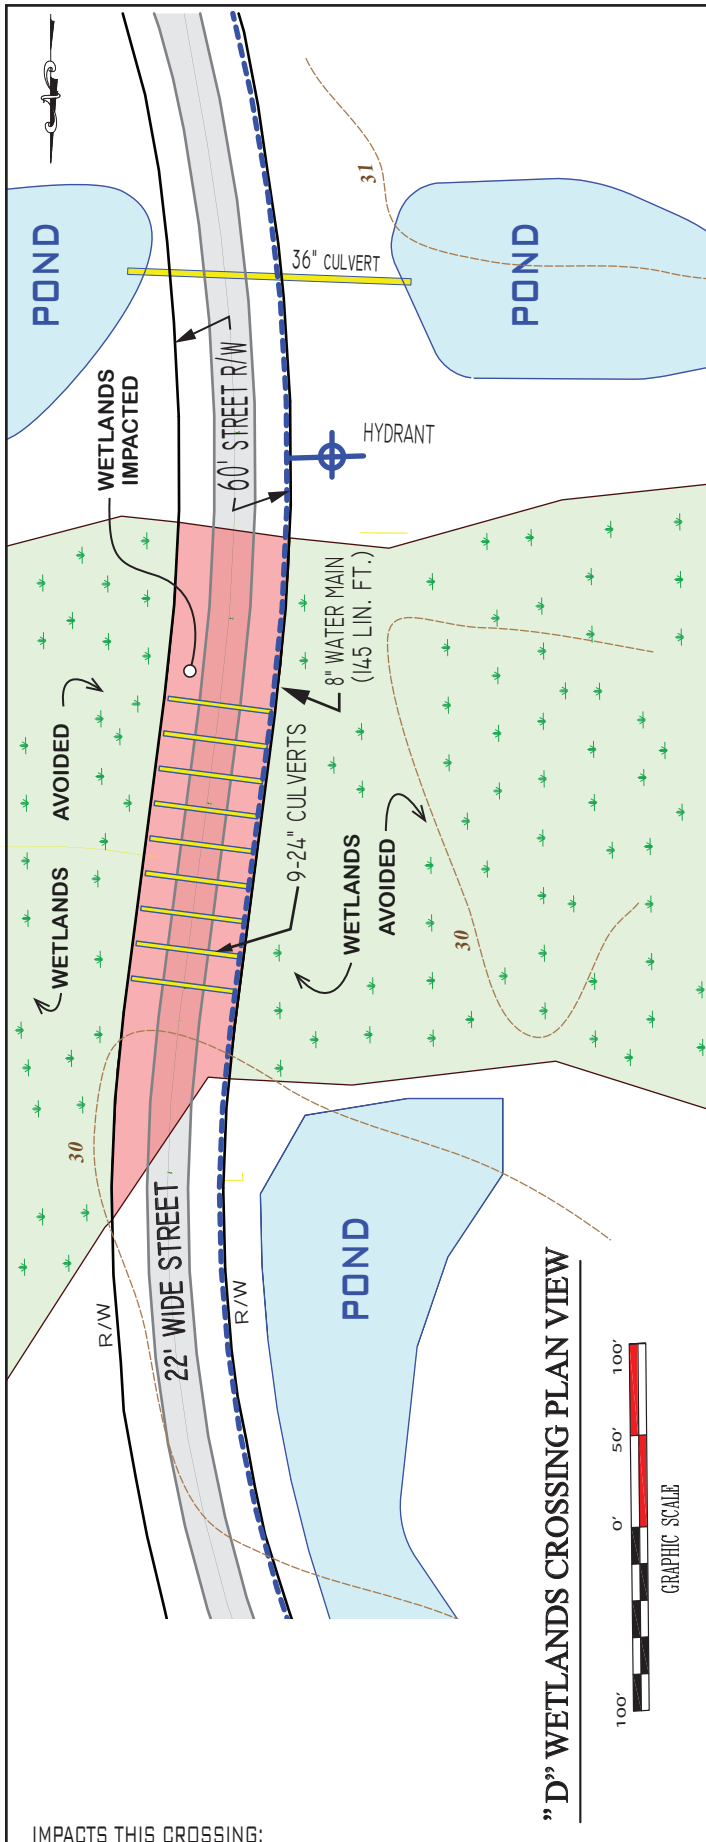 POND
36" CULVERT
31
POND
WETLANDS
IMPACTED
60' STREET R/W
HYDRANT
8" WATER MAIN
(145 LIN. FT.)
AVOIDED
WETLANDS
9-24" CULVERTS
WETLANDS
AVOIDED
30
30
R/W
22' WIDE STREET
R/W
POND
"D" WETLANDS CROSSING PLAN VIEW
100'
0'
50'
100'
GRAPHIC SCALE
IMPACTS THIS CROSSING: